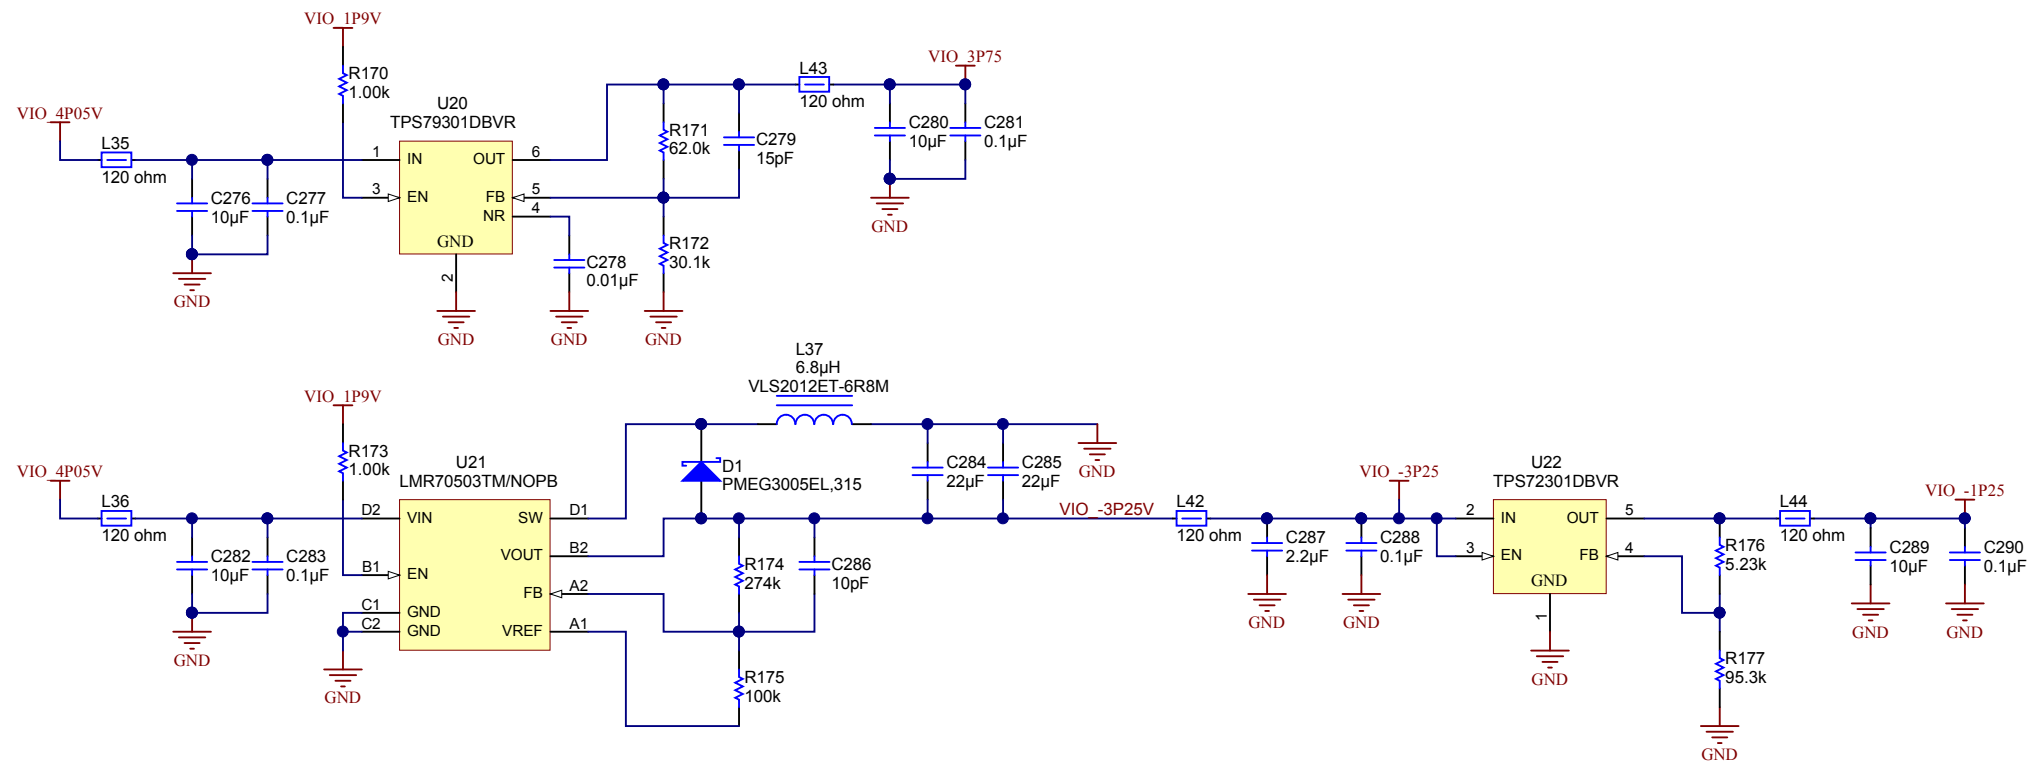 VIO_1P9V
R170
1.00k
VIO_4P05V
L35
120 ohm
C276
10µF
C277
0.1µF
U20
TPS79301DBVR
1
IN
3
EN
OUT
6
FB
5
NR
4
GND
2
GND
GND
C278
0.01µF
GND
R171
62.0k
C279
15pF
R172
30.1k
GND
L43
120 ohm
VIO_3P75
C280
10µF
C281
0.1µF
GND
VIO_1P9V
R173
1.00k
VIO_4P05V
L36
120 ohm
C282
10µF
C283
0.1µF
GND
U21
LMR70503TM/NOPB
D2
VIN
B1
EN
C1
GND
C2
GND
SW
D1
VOUT
B2
FB
A2
VREF
A1
GND
L37
6.8µH
VLS2012ET-6R8M
D1
PMEG3005EL,315
C284
22µF
C285
22µF
GND
R174
274k
C286
10pF
R175
100k
VIO_-3P25V
L42
120 ohm
VIO_-3P25
C287
2.2µF
C288
0.1µF
GND
GND
U22
TPS72301DBVR
2
IN
3
EN
OUT
5
FB
4
GND
1
GND
R176
5.23k
R177
95.3k
GND
L44
120 ohm
VIO_-1P25
C289
10µF
C290
0.1µF
GND
GND